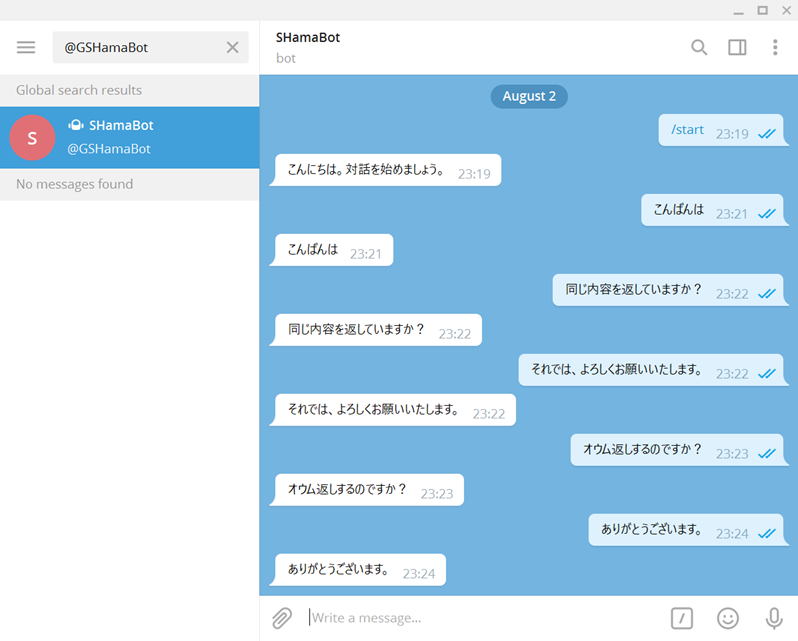 @GSHamaBot
Global search results
S
SHamaBot
@GSHamaBot
No messages found
SHamaBot
bot
August 2
/start 23:19
こんにちは。対話を始めましょう。 23:19
こんばんは 23:21
こんばんは 23:21
同じ内容を返していますか？ 23:22
同じ内容を返していますか？ 23:22
それでは、よろしくお願いいたします。 23:22
それでは、よろしくお願いいたします。 23:22
オウム返しするのですか？ 23:23
オウム返しするのですか？ 23:23
ありがとうございます。 23:24
ありがとうございます。 23:24
Write a message...